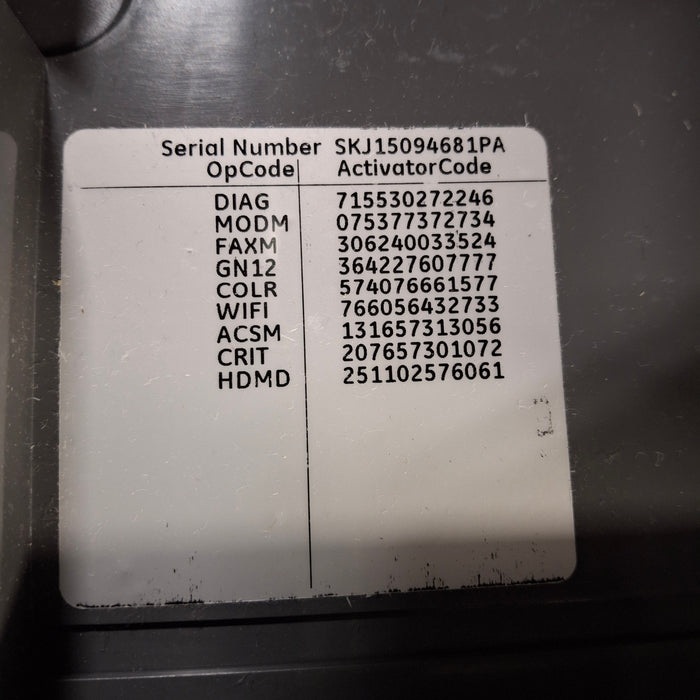 Serial Number SKJ15094681PA
OpCode ActivatorCode
DIAG 715530272246
MODM 075377372734
FAXM 306240033524
GN12 364227607777
COLR 574076661577
WIFI 766056432733
ACSM 131657313056
CRIT 207657301072
HDMD 251102576061